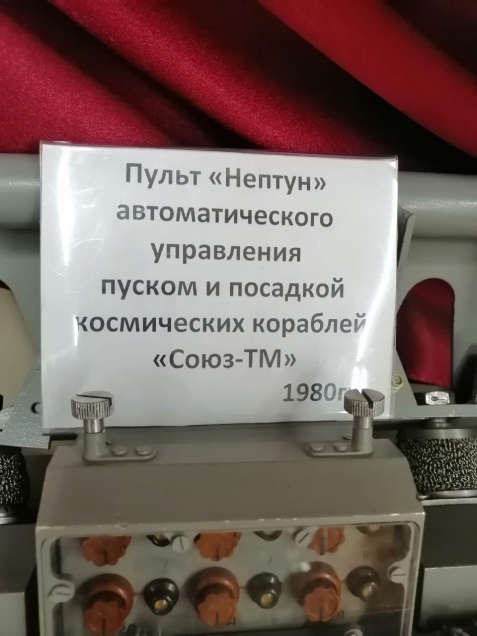 Пульт «Нептун»
автоматического
управления
пуском и посадкой
космических кораблей
«Союз-ТМ»
1980г